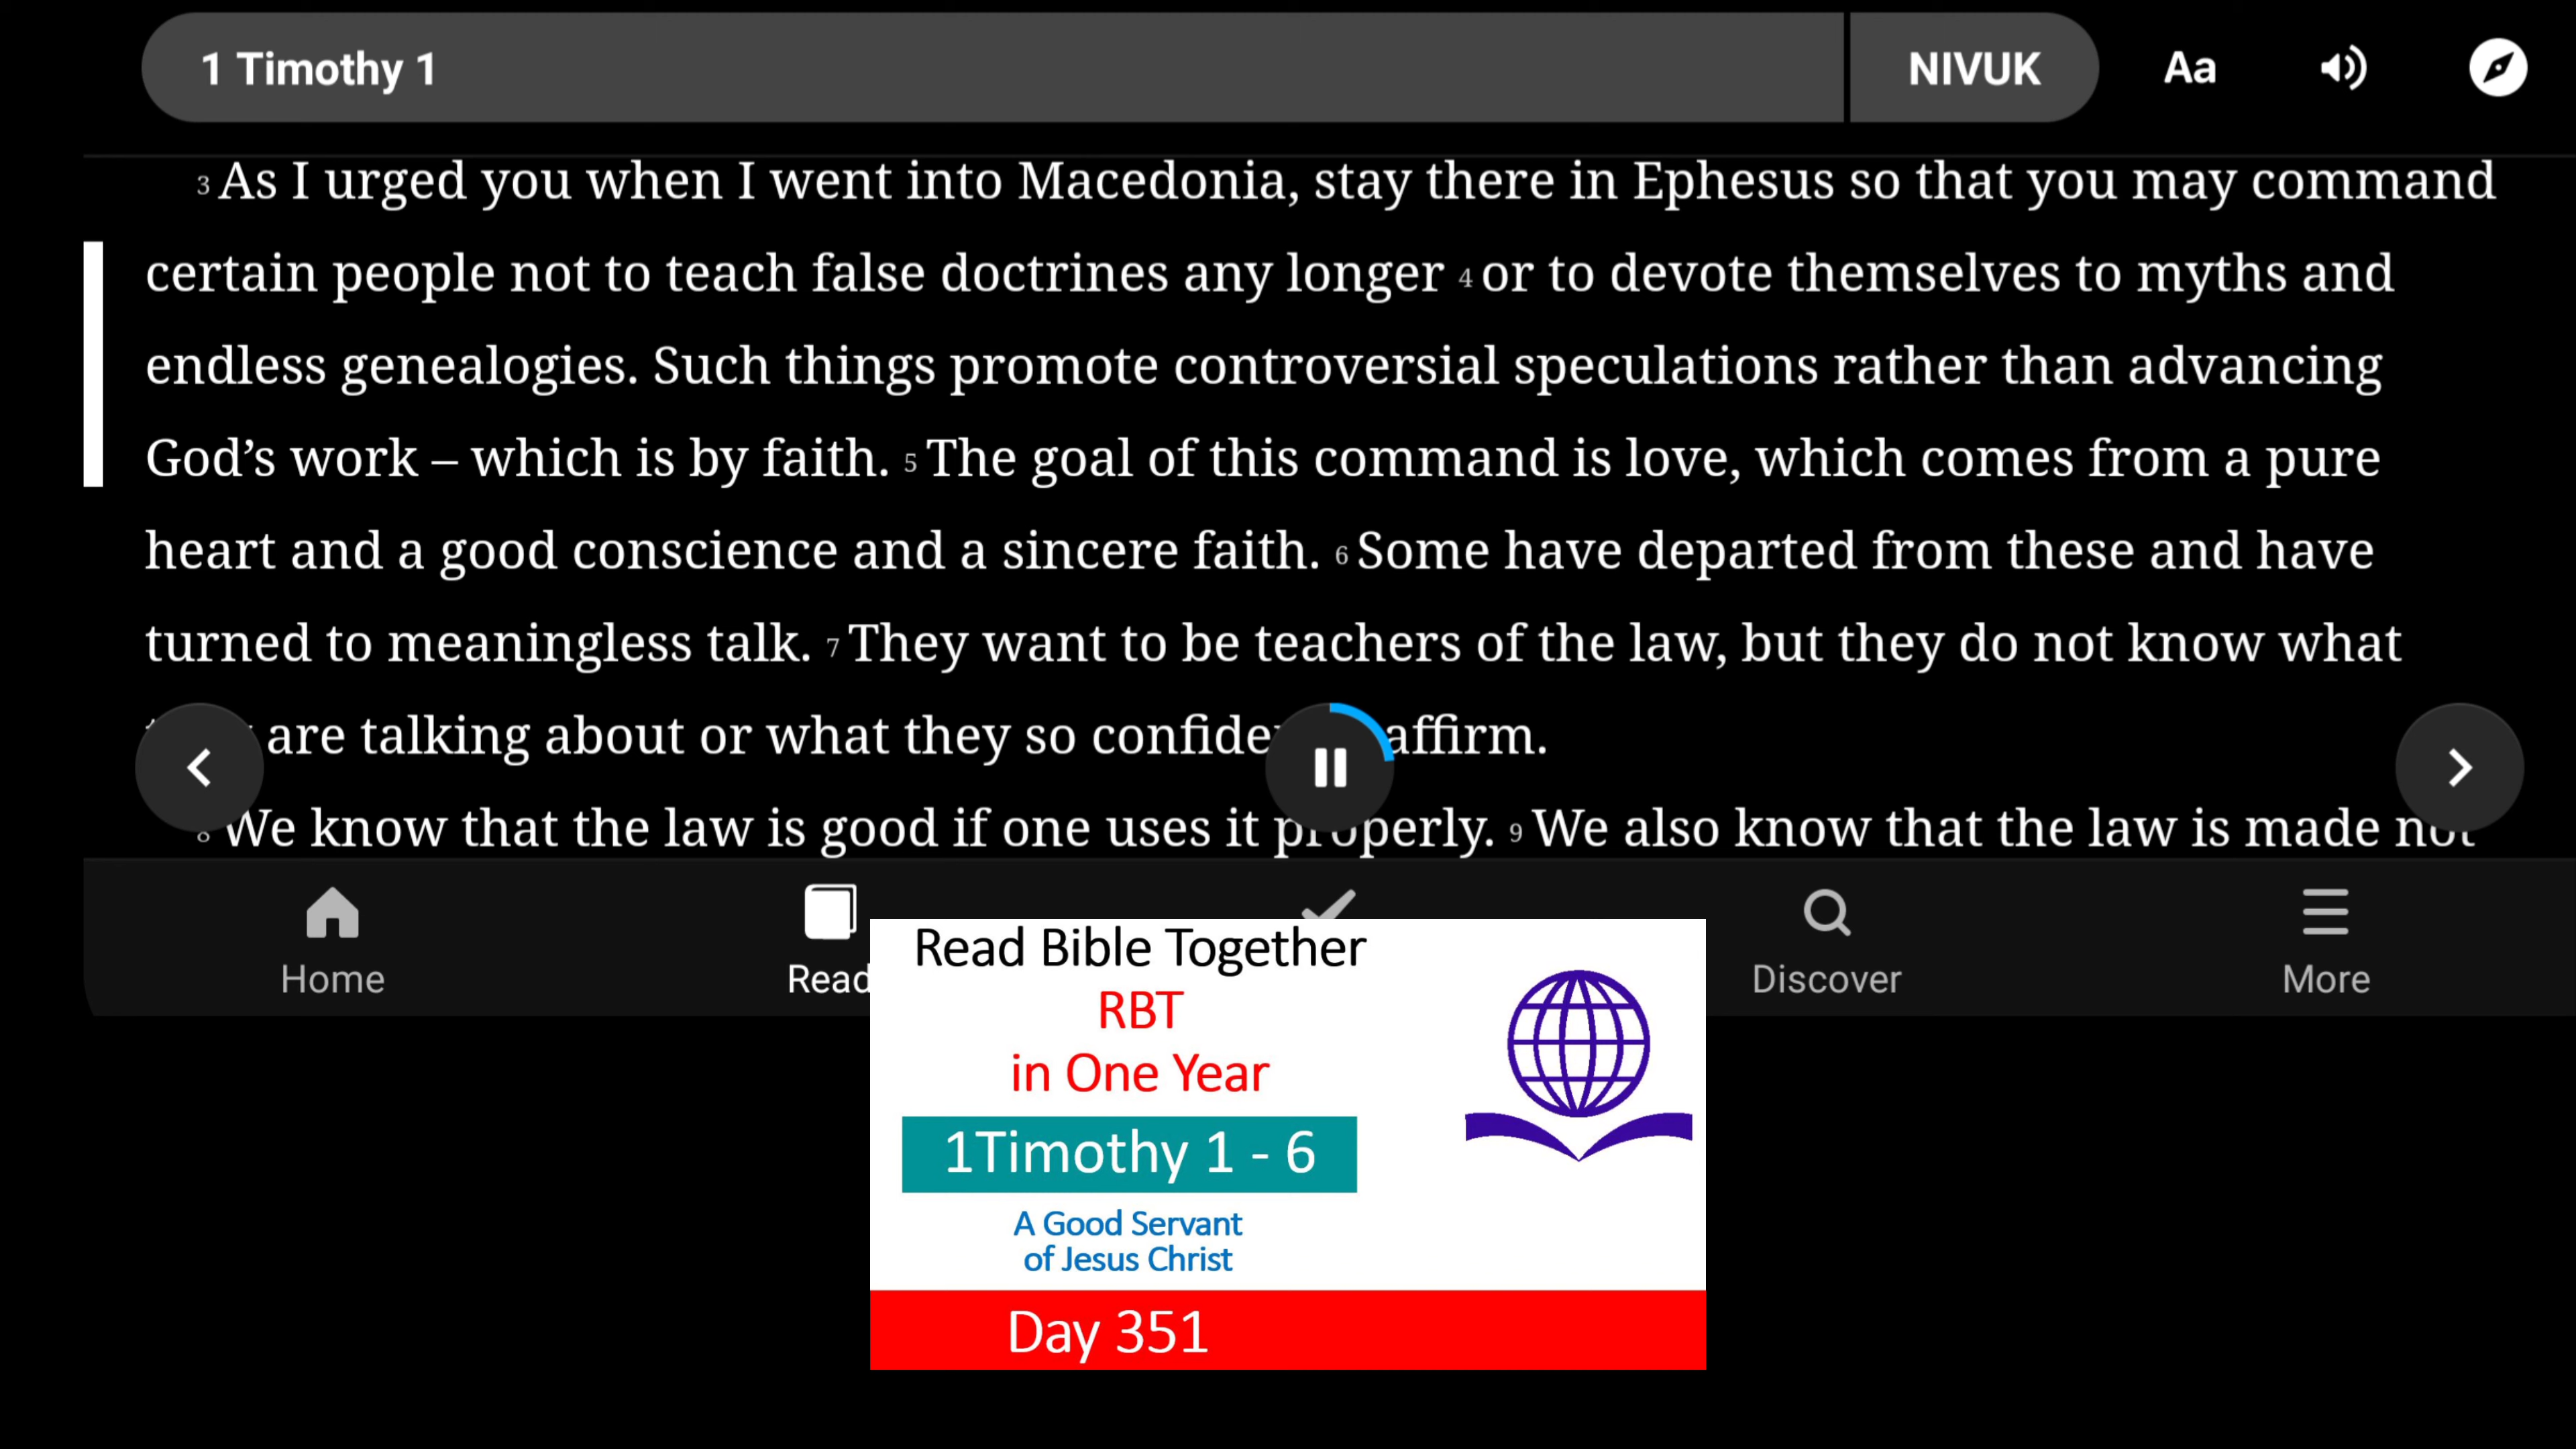 1 Timothy 1
NIVUK
Aa
3 As I urged you when I went into Macedonia, stay there in Ephesus so that you may command
certain people not to teach false doctrines any longer 4 or to devote themselves to myths and
endless genealogies. Such things promote controversial speculations rather than advancing
God’s work – which is by faith. 5 The goal of this command is love, which comes from a pure
heart and a good conscience and a sincere faith. 6 Some have departed from these and have
turned to meaningless talk. 7 They want to be teachers of the law, but they do not know what
are talking about or what they so affirm.
8 We know that the law is good if one uses it properly. 9 We also know that the law is made not
Home
Read
Discover
More
Read Bible Together
RBT
in One Year
1Timothy 1 - 6
A Good Servant
of Jesus Christ
Day 351